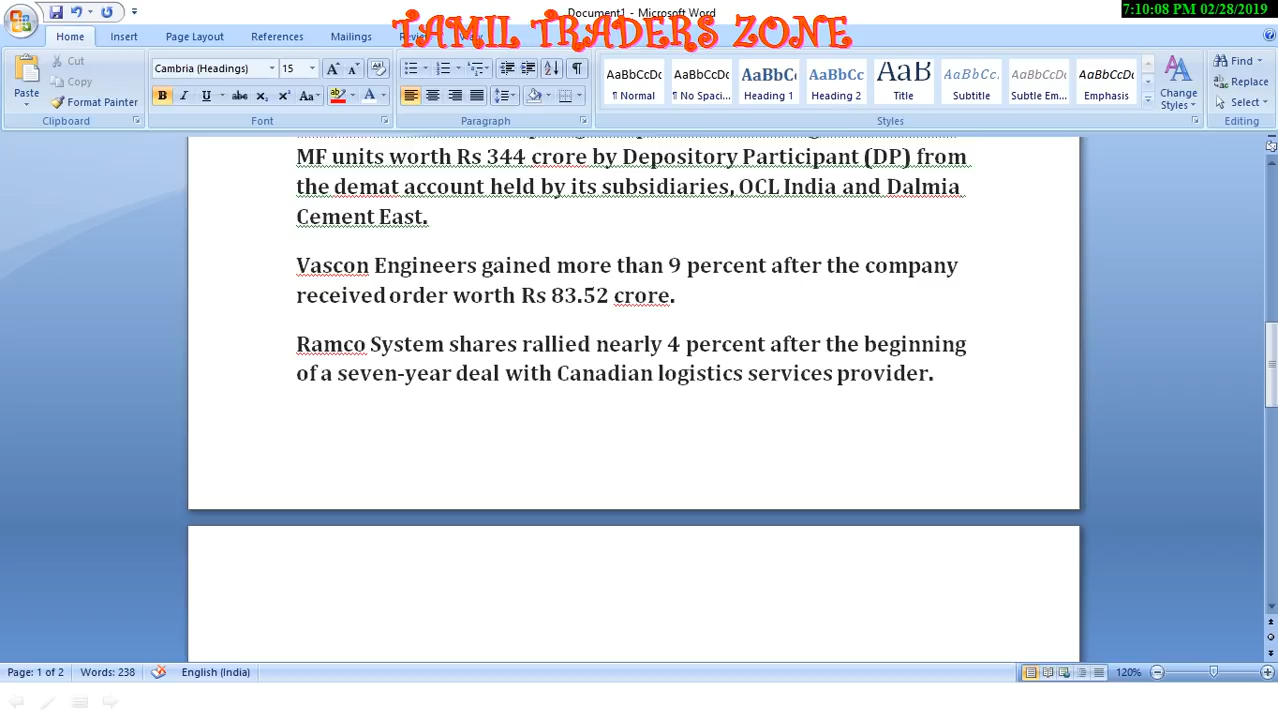 Document1 - Microsoft Word
7:10:08 PM 02/28/2019
TAMIL TRADERS ZONE
Home Insert Page Layout References Mailings
Cut
Copy
Format Painter
Paste
Clipboard
Cambria (Headings) 15
Font
Paragraph
AaBbCcDc AaBbCcDc AaBbC AaBbCc AaB AaBbCc. AaBbCcDc AaBbCcDc
¶ Normal ¶ No Spaci... Heading 1 Heading 2 Title Subtitle Subtle Em... Emphasis
Change Styles
Styles
Find
Replace
Select
Editing
MF units worth Rs 344 crore by Depository Participant (DP) from
the demat account held by its subsidiaries, OCL India and Dalmia
Cement East.
Vascon Engineers gained more than 9 percent after the company
received order worth Rs 83.52 crore.
Ramco System shares rallied nearly 4 percent after the beginning
of a seven-year deal with Canadian logistics services provider.
Page: 1 of 2 Words: 238 English (India) 120%